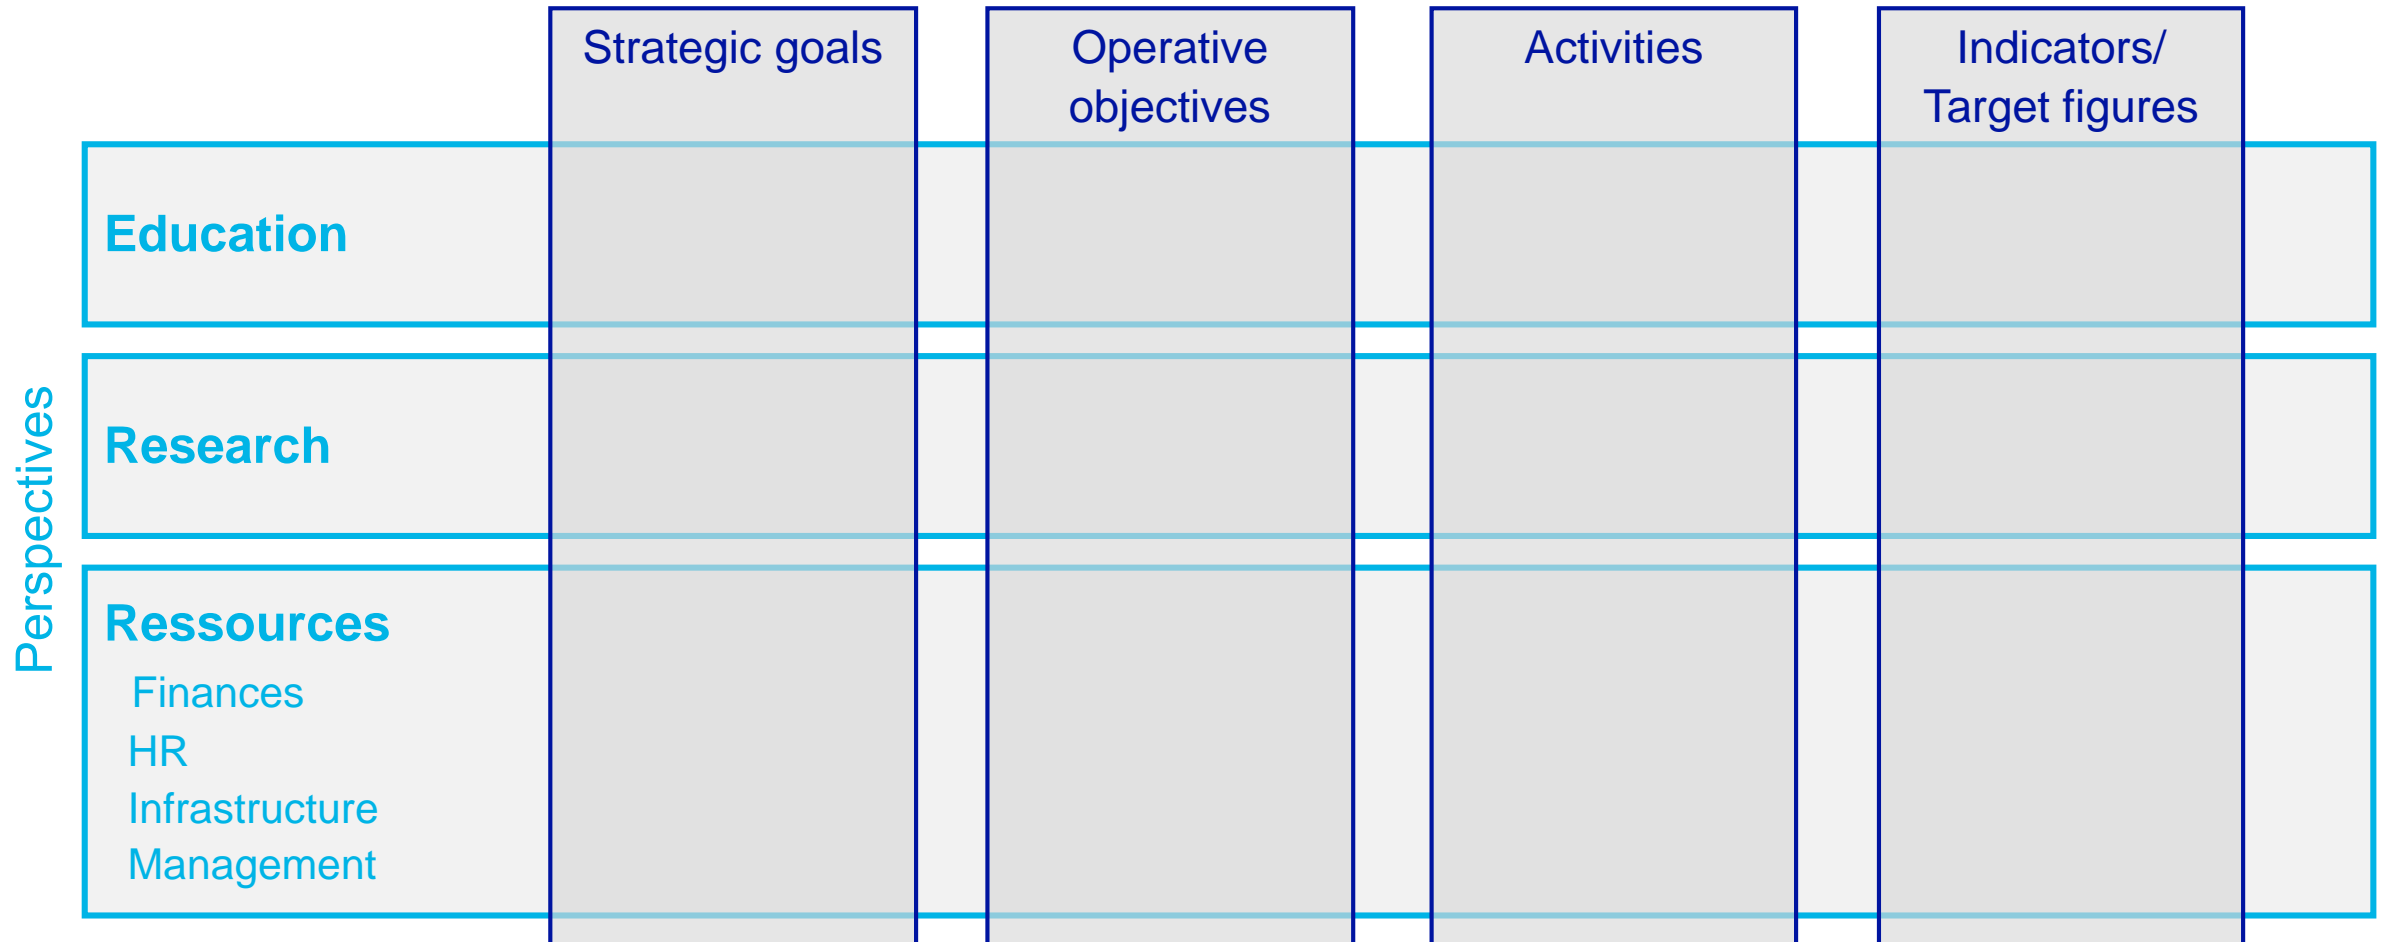 Strategic goals
Operative
objectives
Activities
Indicators/
Target figures
Perspectives
Education
Research
Ressources
Finances
HR
Infrastructure
Management